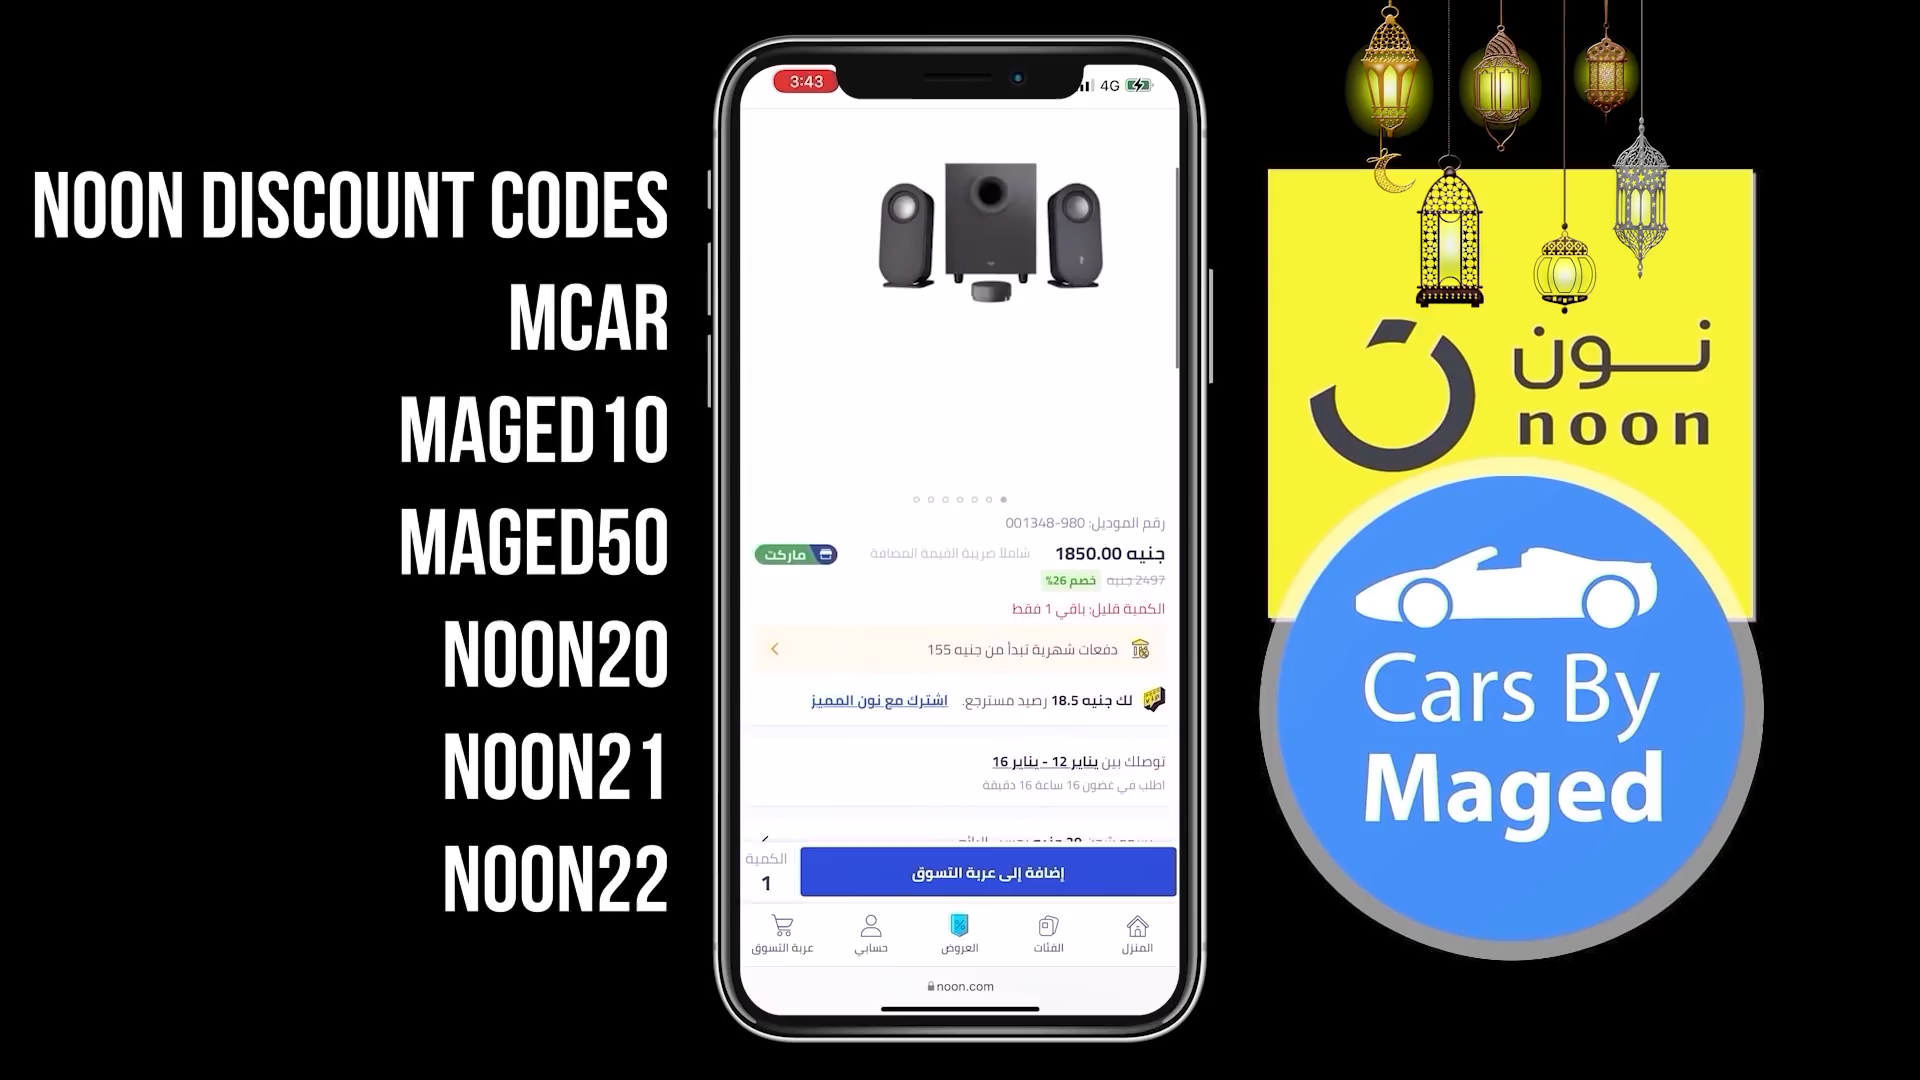 NOON DISCOUNT CODES
MCAR
MAGED10
MAGED50
NOON20
NOON21
NOON22
3:43
4G
رقم الموديل: 980-001348
جنيه 1850.00 شاملاً ضريبة القيمة المضافة
ماركت
2497 جنيه خصم 26%
الكمية قليل: باقي 1 فقط
دفعات شهرية تبدأ من جنيه 155
لك جنيه 18.5 رصيد مسترجع. اشترك مع نون المميز
توصلك بين يناير 12 - يناير 16
اطلب في غضون 16 ساعة 16 دقيقة
الكمية
1
إضافة إلى عربة التسوق
المنزل
الفئات
العروض
حسابي
عربة التسوق
noon.com
نون
noon
Cars By
Maged